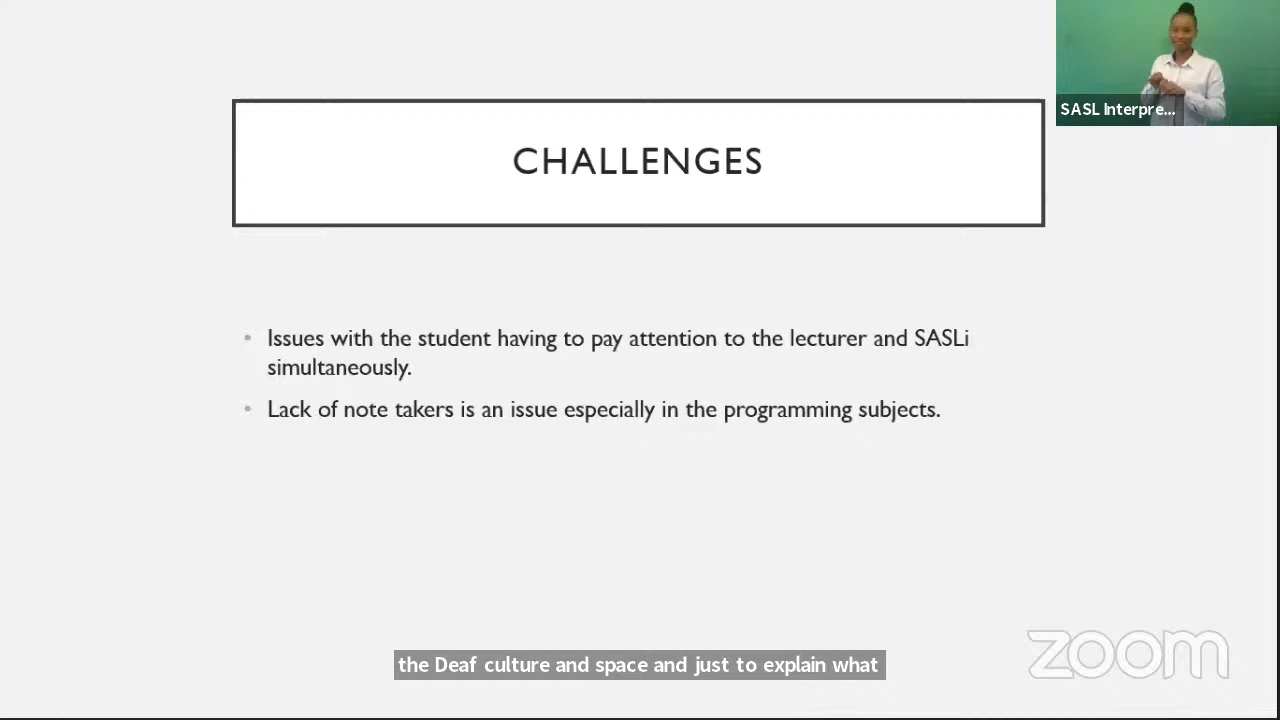 SASL Interpre...
CHALLENGES
• Issues with the student having to pay attention to the lecturer and SASLi
simultaneously.
• Lack of note takers is an issue especially in the programming subjects.
the Deaf culture and space and just to explain what
zoom